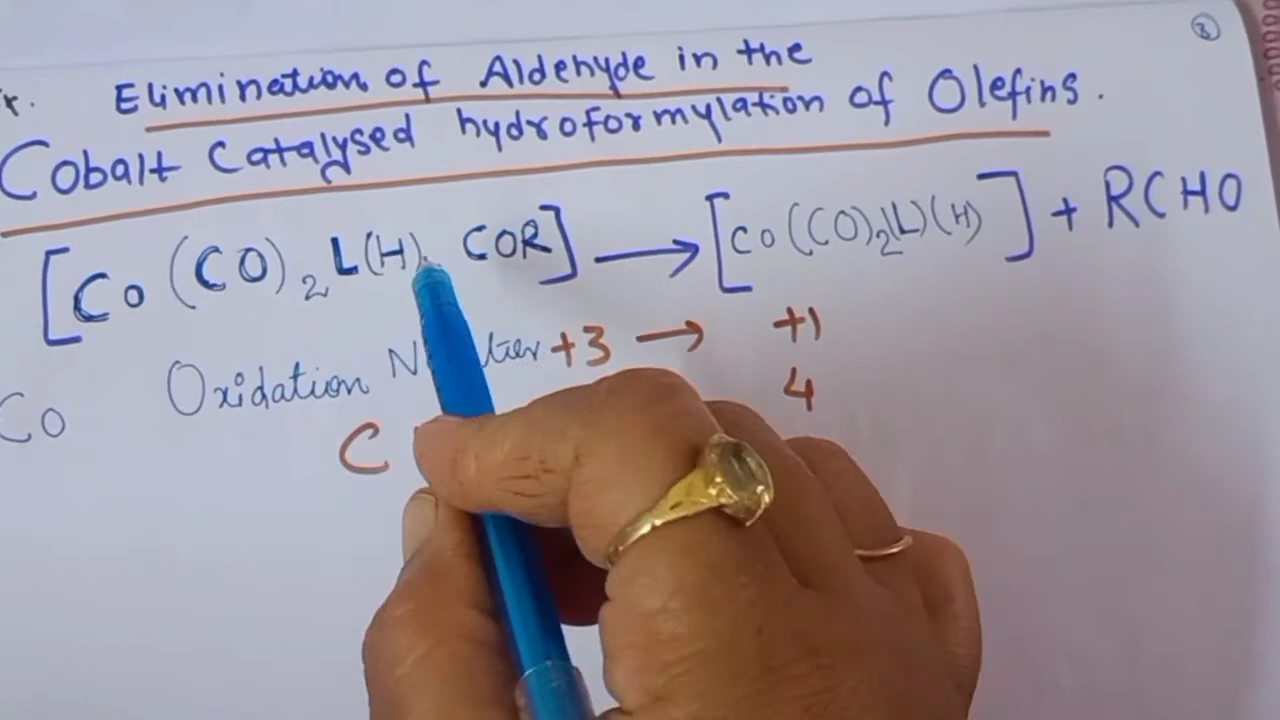 3
r. Elimination of Aldehyde in the
Cobalt Catalysed hydroformylation of Olefins.
[Co(CO)₂L(H) COR] → [Co(CO)₂(L)(H)] + RCHO
Co Oxidation +3 → +1
C 4